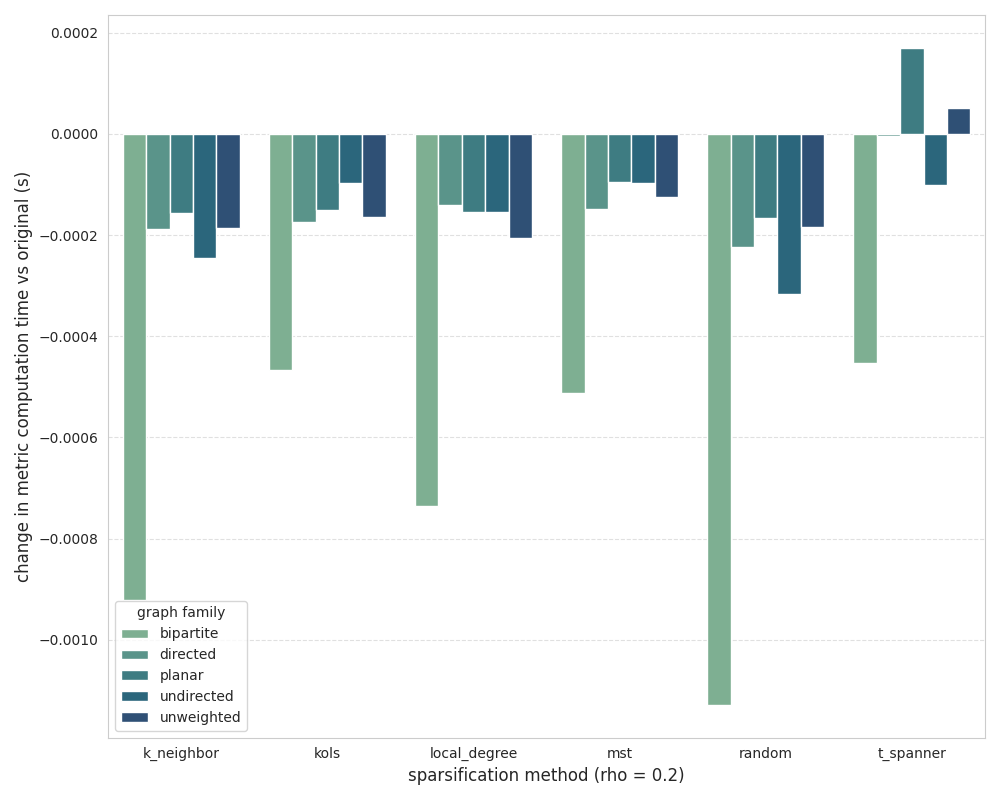 change in metric computation time vs original (s)
0.0002
0.0000
−0.0002
−0.0004
−0.0006
−0.0008
−0.0010
graph family
bipartite
directed
planar
undirected
unweighted
k_neighbor kols local_degree mst random t_spanner
sparsification method (rho = 0.2)